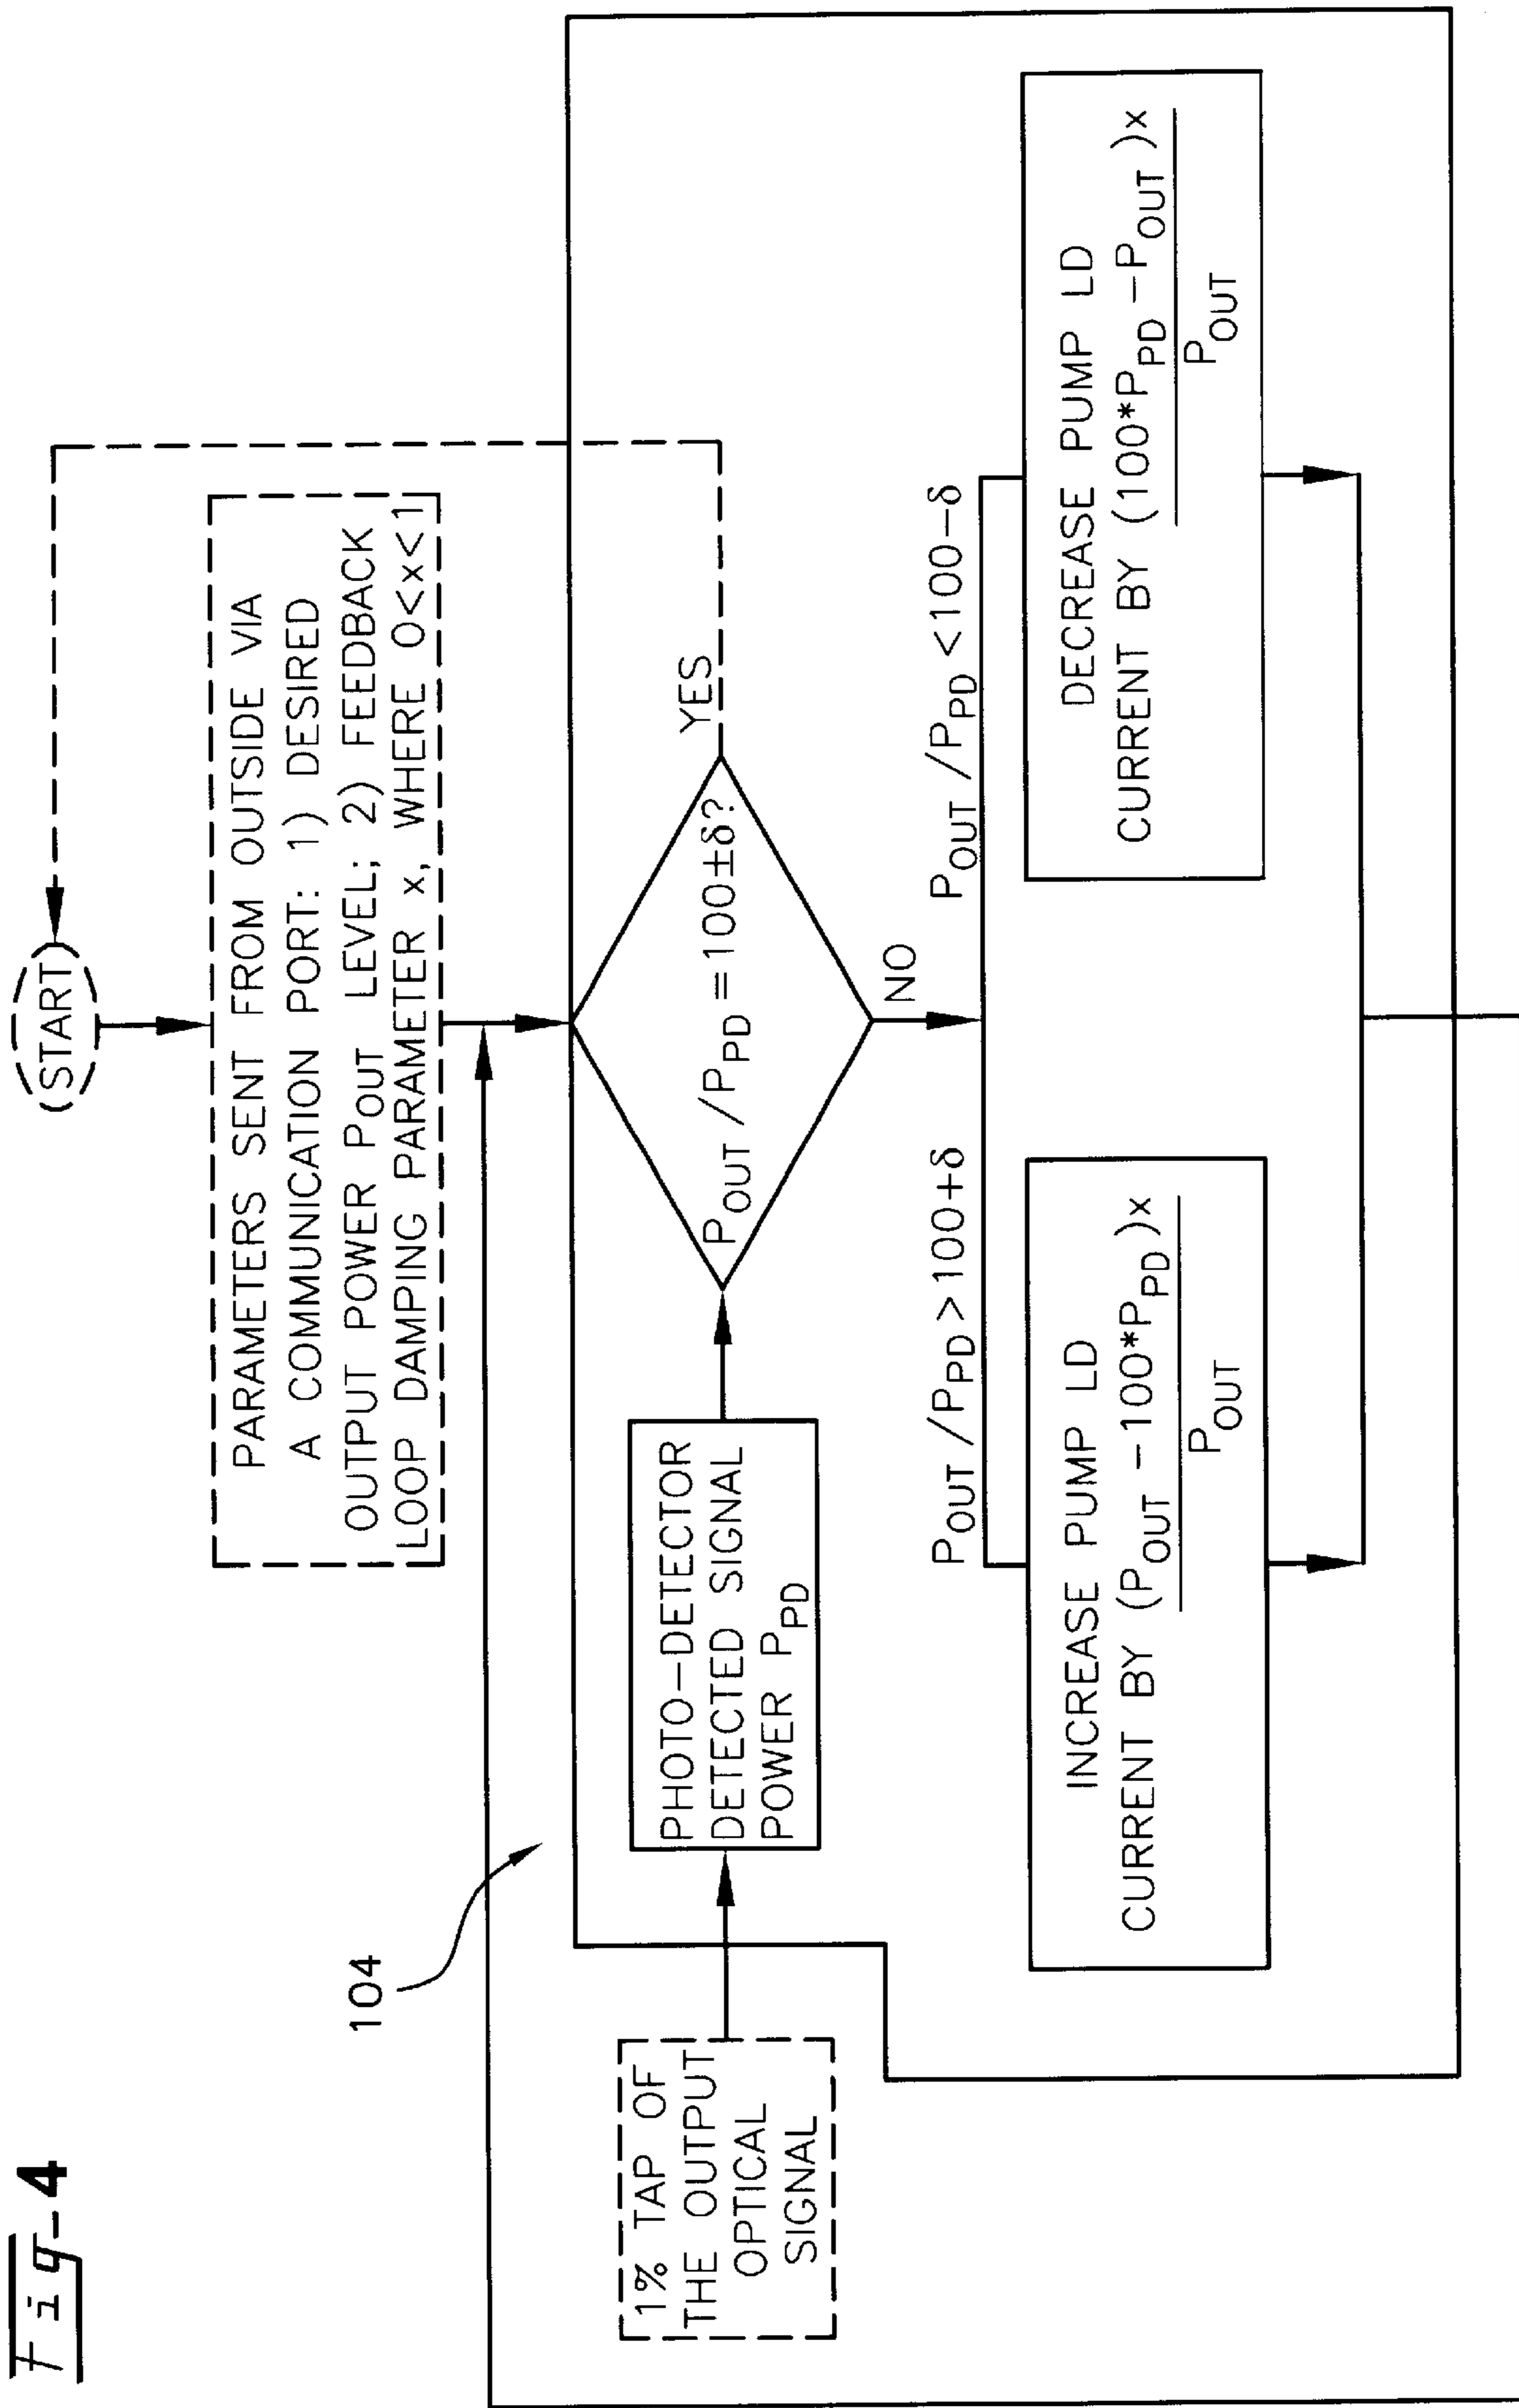 Fig-4
(START)
PARAMETERS SENT FROM OUTSIDE VIA
A COMMUNICATION PORT: 1) DESIRED
OUTPUT POWER POUT LEVEL; 2) FEEDBACK
LOOP DAMPING PARAMETER x, WHERE 0<x<1
104
1% TAP OF
THE OUTPUT
OPTICAL
SIGNAL
PHOTO-DETECTOR
DETECTED SIGNAL
POWER PPD
POUT/PPD=100±δ?
YES
NO
POUT/PPD>100+δ
POUT/PPD<100-δ
INCREASE PUMP LD
CURRENT BY (POUT-100*PPD)x
POUT
DECREASE PUMP LD
CURRENT BY (100*PPD-POUT)x
POUT